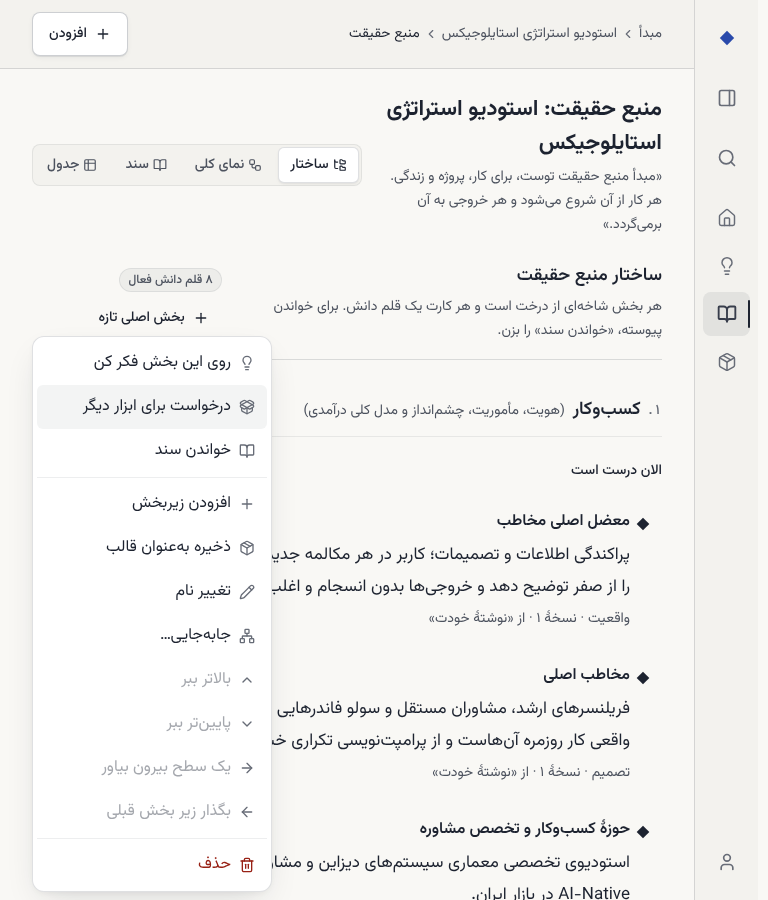 مبدأ › استودیو استراتژی استایلوجیکس › منبع حقیقت
افزودن
منبع حقیقت: استودیو استراتژی
استایلوجیکس
«مبدأ منبع حقیقت توست، برای کار، پروژه و زندگی.
هر کار از آن شروع می‌شود و هر خروجی به آن
برمی‌گردد.»
ساختار
نمای کلی
سند
جدول
ساختار منبع حقیقت
هر بخش شاخه‌ای از درخت است و هر کارت یک قلم دانش. برای خواندن
پیوسته، «خواندن سند» را بزن.
۸ قلم دانش فعال
بخش اصلی تازه
۱. کسب‌وکار (هویت، مأموریت، چشم‌انداز و مدل کلی درآمدی)
الان درست است
معضل اصلی مخاطب
پراکندگی اطلاعات و تصمیمات؛ کاربر در هر مکالمه
را از صفر توضیح دهد و خروجی‌ها بدون انسجام و
واقعیت · نسخهٔ ۱ · از «نوشتهٔ خودت»
مخاطب اصلی
فریلنسرهای ارشد، مشاوران مستقل و سولو فاندرهایی
واقعی کار روزمره آن‌هاست و از پرامپت‌نویسی تکراری
تصمیم · نسخهٔ ۱ · از «نوشتهٔ خودت»
حوزهٔ کسب‌وکار و تخصص مشاوره
استودیوی تخصصی معماری سیستم‌های دیزاین و
AI-Native در بازار ایران.
روی این بخش فکر کن
درخواست برای ابزار دیگر
خواندن سند
افزودن زیربخش
ذخیره به‌عنوان قالب
تغییر نام
جابه‌جایی…
بالاتر ببر
پایین‌تر ببر
یک سطح بیرون بیاور
بگذار زیر بخش قبلی
حذف